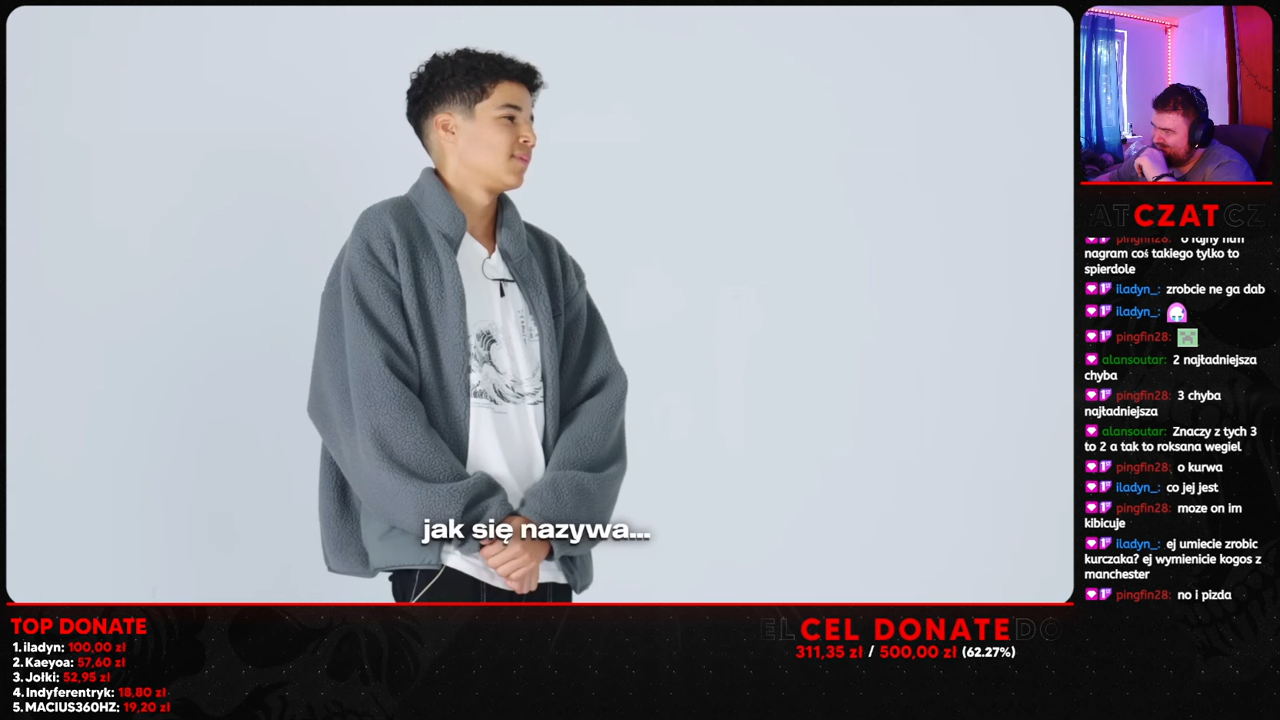 jak się nazywa...
CZAT
pingfin28: o fajny film
nagram coś takiego tylko to
spierdole
iladyn_: zrobcie ne ga dab
iladyn_:
pingfin28:
alansoutar: 2 najładniejsza
chyba
pingfin28: 3 chyba
najładniejsza
alansoutar: Znaczy z tych 3
to 2 a tak to roksana wegiel
pingfin28: o kurwa
iladyn_: co jej jest
pingfin28: moze on im
kibicuje
iladyn_: ej umiecie zrobic
kurczaka? ej wymienicie kogos z
manchester
pingfin28: no i pizda
TOP DONATE
1. iladyn: 100,00 zł
2. Kaeyoa: 57,60 zł
3. Jołki: 52,95 zł
4. Indyferentryk: 18,80 zł
5. MACIUS360HZ: 19,20 zł
EL CEL DONATE DO
311,35 zł / 500,00 zł (62.27%)